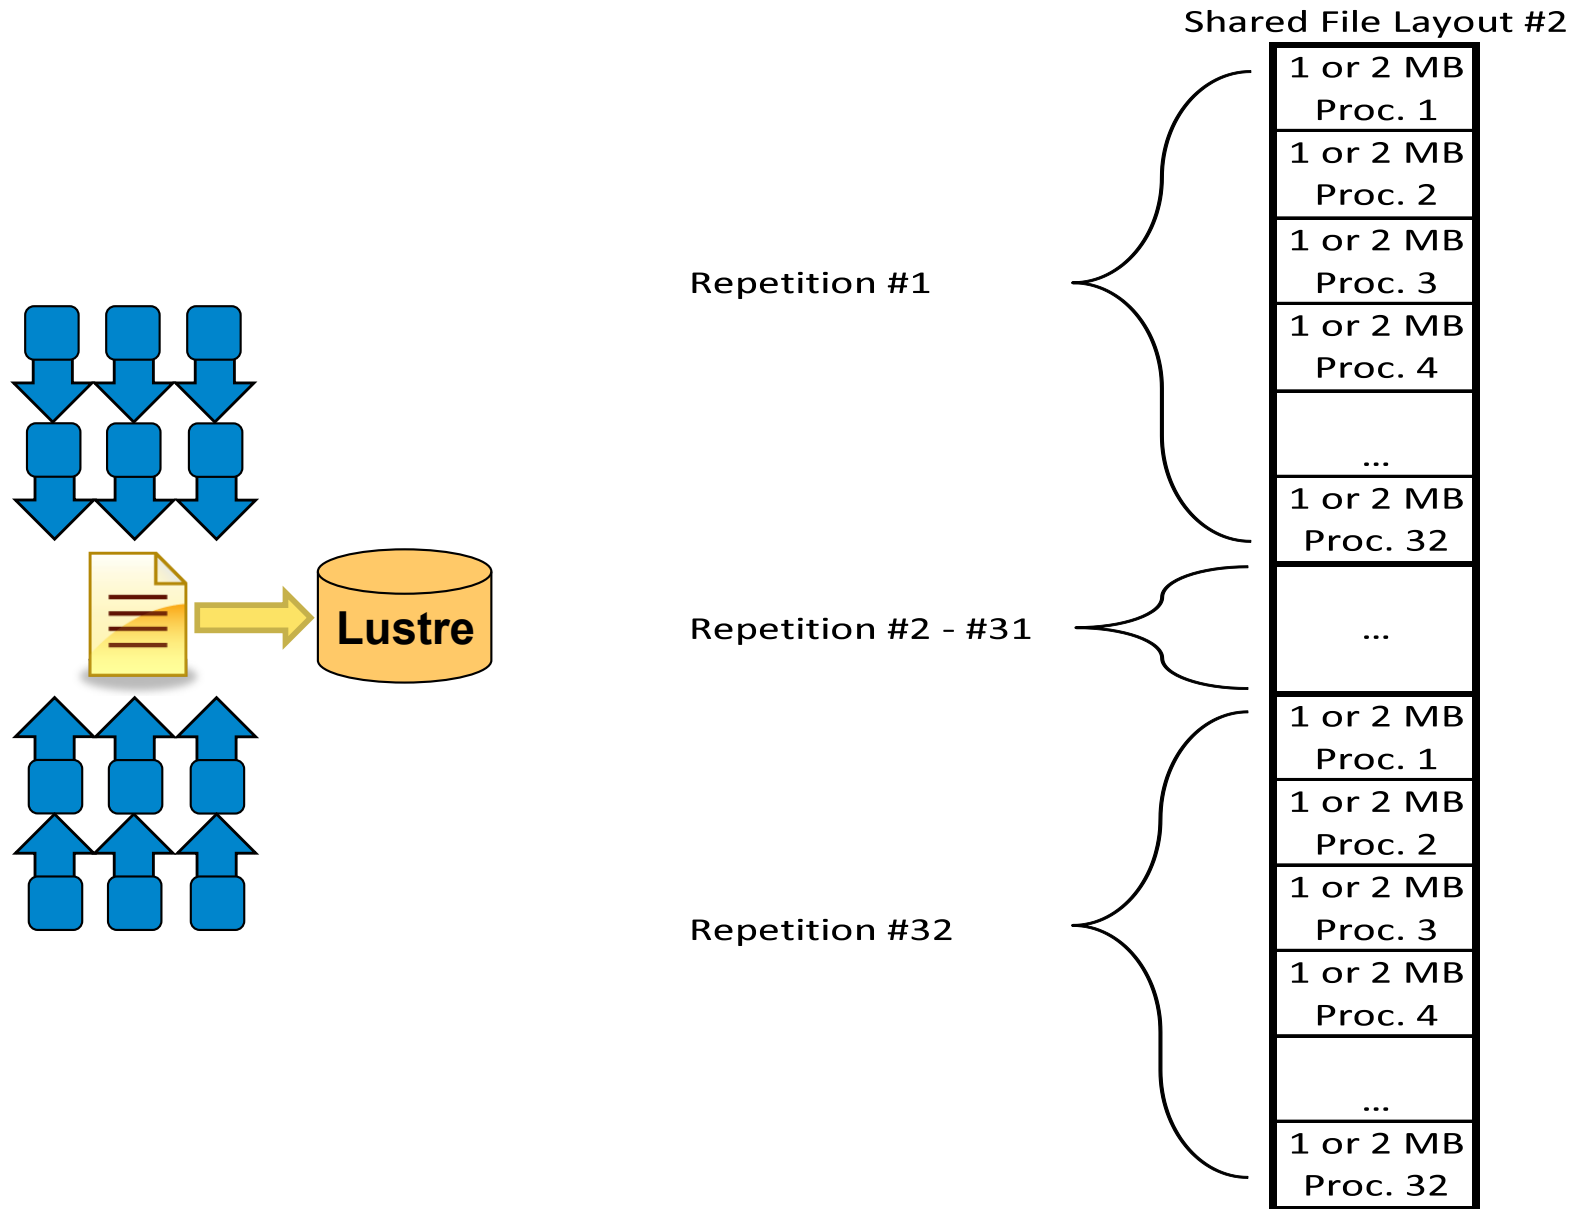 Shared File Layout #2
1 or 2 MB
Proc. 1
1 or 2 MB
Proc. 2
1 or 2 MB
Proc. 3
1 or 2 MB
Proc. 4
...
1 or 2 MB
Proc. 32
Repetition #1
Lustre
Repetition #2 - #31
...
Repetition #32
1 or 2 MB
Proc. 1
1 or 2 MB
Proc. 2
1 or 2 MB
Proc. 3
1 or 2 MB
Proc. 4
...
1 or 2 MB
Proc. 32